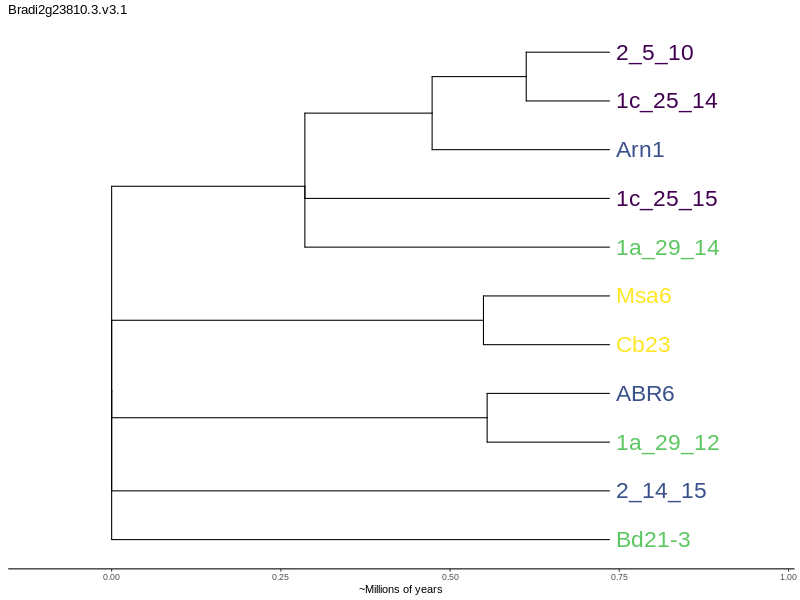 Bradi2g23810.3.v3.1
2_5_10
1c_25_14
Arn1
1c_25_15
1a_29_14
Msa6
Cb23
ABR6
1a_29_12
2_14_15
Bd21-3
0.00 0.25 0.50 0.75 1.00
~Millions of years